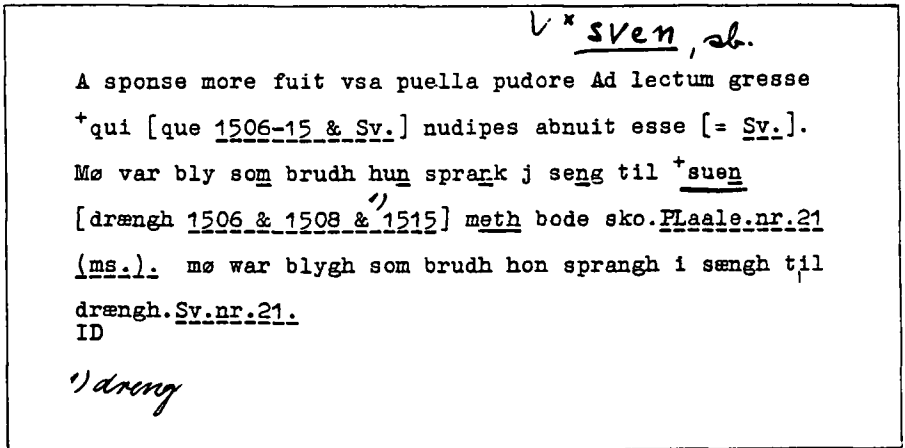 V * sven, sb.
A sponse more fuit vsa puella pudore Ad lectum gresse
+qui [que 1506-15 & Sv.] nudipes abnuit esse [= Sv.].
Mø var bly som brudh hun sprark j seng til +suen
[drængh 1506 & 1508 & 1)1515] meth bode sko.PLaale.nr.21
(ms.). mø war blygh som brudh hon sprangh i sængh til
drængh.Sv.nr.21.
ID
1) dreng